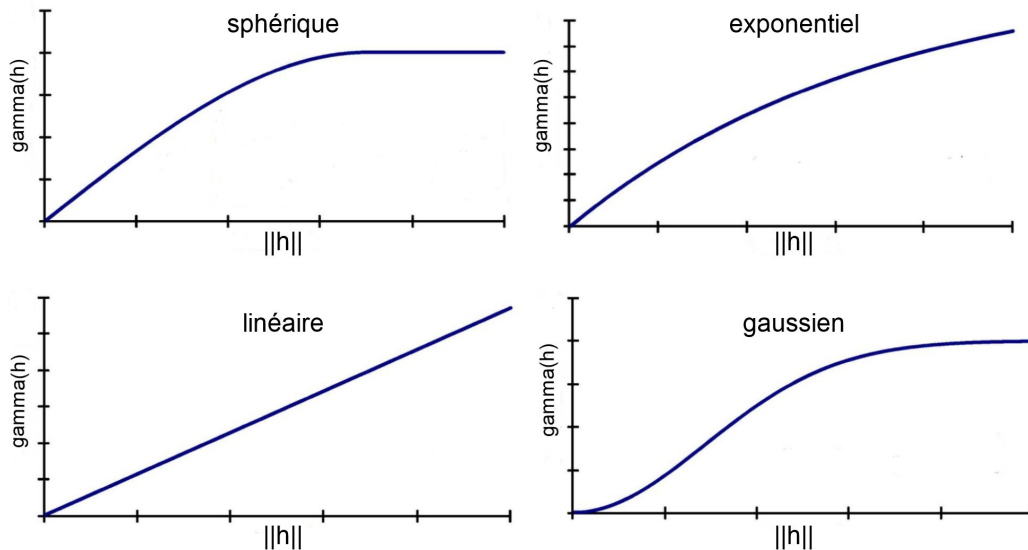 sphérique
gamma(h)
||h||
exponentiel
gamma(h)
||h||
linéaire
gamma(h)
||h||
gaussien
gamma(h)
||h||